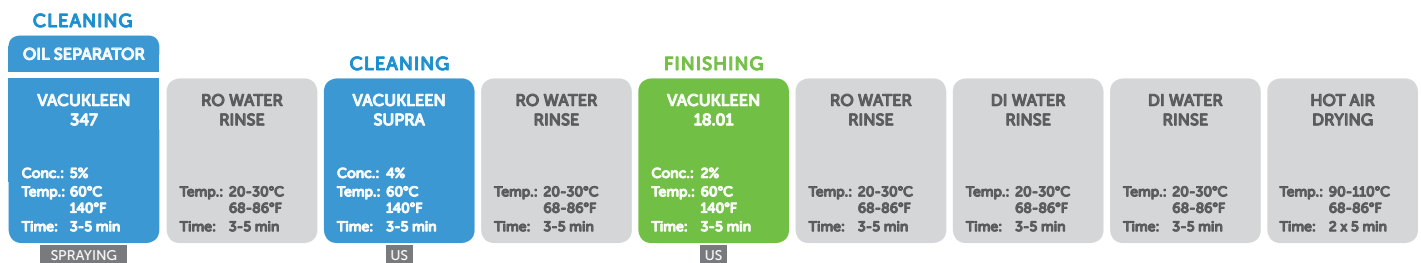 CLEANING
OIL SEPARATOR
VACUKLEEN
347
Conc.: 5%
Temp.: 60°C
140°F
Time: 3-5 min
SPRAYING
RO WATER
RINSE
Temp.: 20-30°C
68-86°F
Time: 3-5 min
CLEANING
VACUKLEEN
SUPRA
Conc.: 4%
Temp.: 60°C
140°F
Time: 3-5 min
US
RO WATER
RINSE
Temp.: 20-30°C
68-86°F
Time: 3-5 min
FINISHING
VACUKLEEN
18.01
Conc.: 2%
Temp.: 60°C
140°F
Time: 3-5 min
US
RO WATER
RINSE
Temp.: 20-30°C
68-86°F
Time: 3-5 min
DI WATER
RINSE
Temp.: 20-30°C
68-86°F
Time: 3-5 min
DI WATER
RINSE
Temp.: 20-30°C
68-86°F
Time: 3-5 min
HOT AIR
DRYING
Temp.: 90-110°C
68-86°F
Time: 2 x 5 min